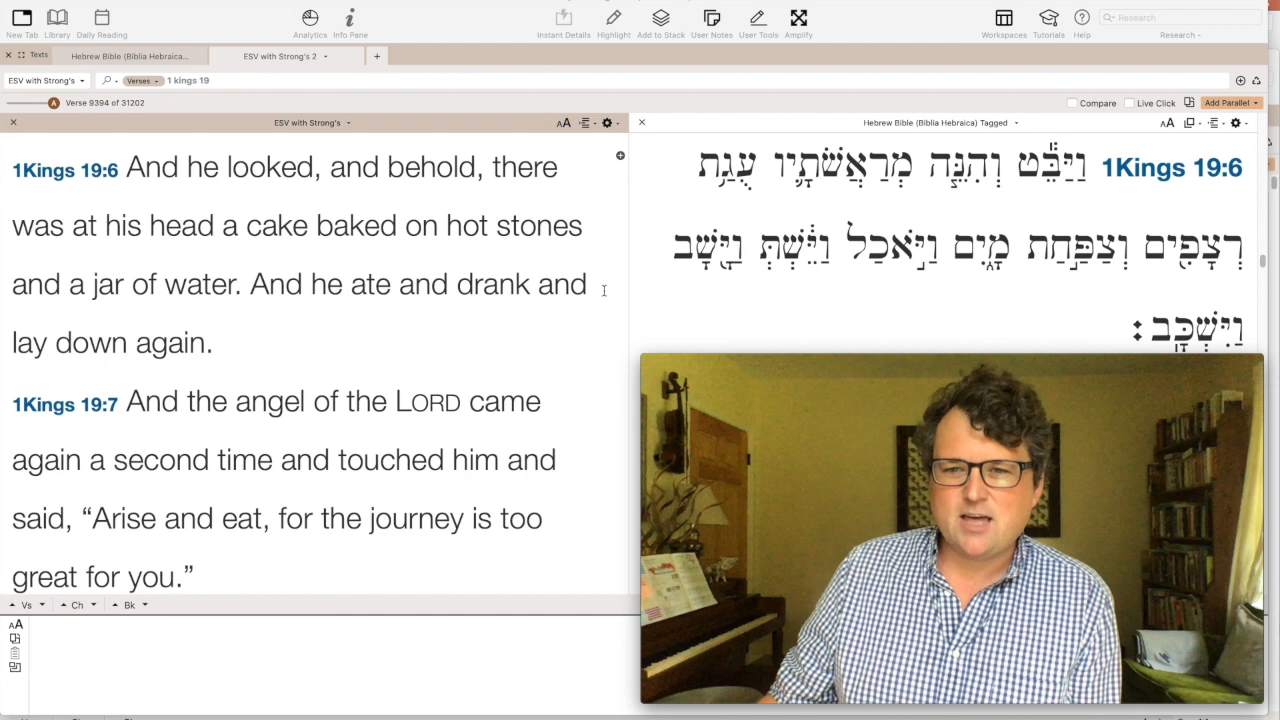 New Tab
Library
Daily Reading
Analytics
Info Pane
Instant Details
Highlight
Add to Stack
User Notes
User Tools
Amplify
Workspaces
Tutorials
Help
Research
Research
Texts
Hebrew Bible (Biblia Hebraica...
ESV with Strong's 2
ESV with Strong's
Verses
1 kings 19
Verse 9394 of 31202
Compare
Live Click
Add Parallel
ESV with Strong's
AA
1Kings 19:6 And he looked, and behold, there
was at his head a cake baked on hot stones
and a jar of water. And he ate and drank and
lay down again.
1Kings 19:7 And the angel of the LORD came
again a second time and touched him and
said, “Arise and eat, for the journey is too
great for you.”
Vs
Ch
Bk
AA
Hebrew Bible (Biblia Hebraica) Tagged
AA
1Kings 19:6 וַיַּבֵּ֕ט וְהִנֵּ֧ה מְרַאֲשֹׁתָ֛יו עֻגַ֥ת
רְצָפִ֖ים וְצַפַּ֣חַת מָ֑יִם וַיֹּ֣אכַל וַיֵּ֔שְׁתְּ וַיָּ֖שָׁב
וַיִּשְׁכָּֽב׃